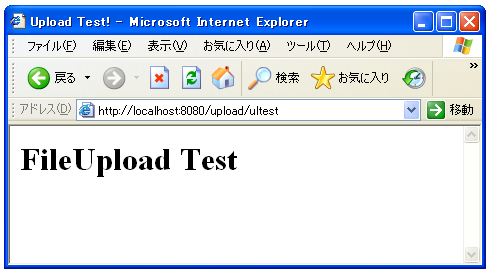 Upload Test! - Microsoft Internet Explorer
ファイル(F) 編集(E) 表示(V) お気に入り(A) ツール(T) ヘルプ(H) »
戻る 検索 お気に入り
アドレス(D) http://localhost:8080/upload/ultest 移動
FileUpload Test